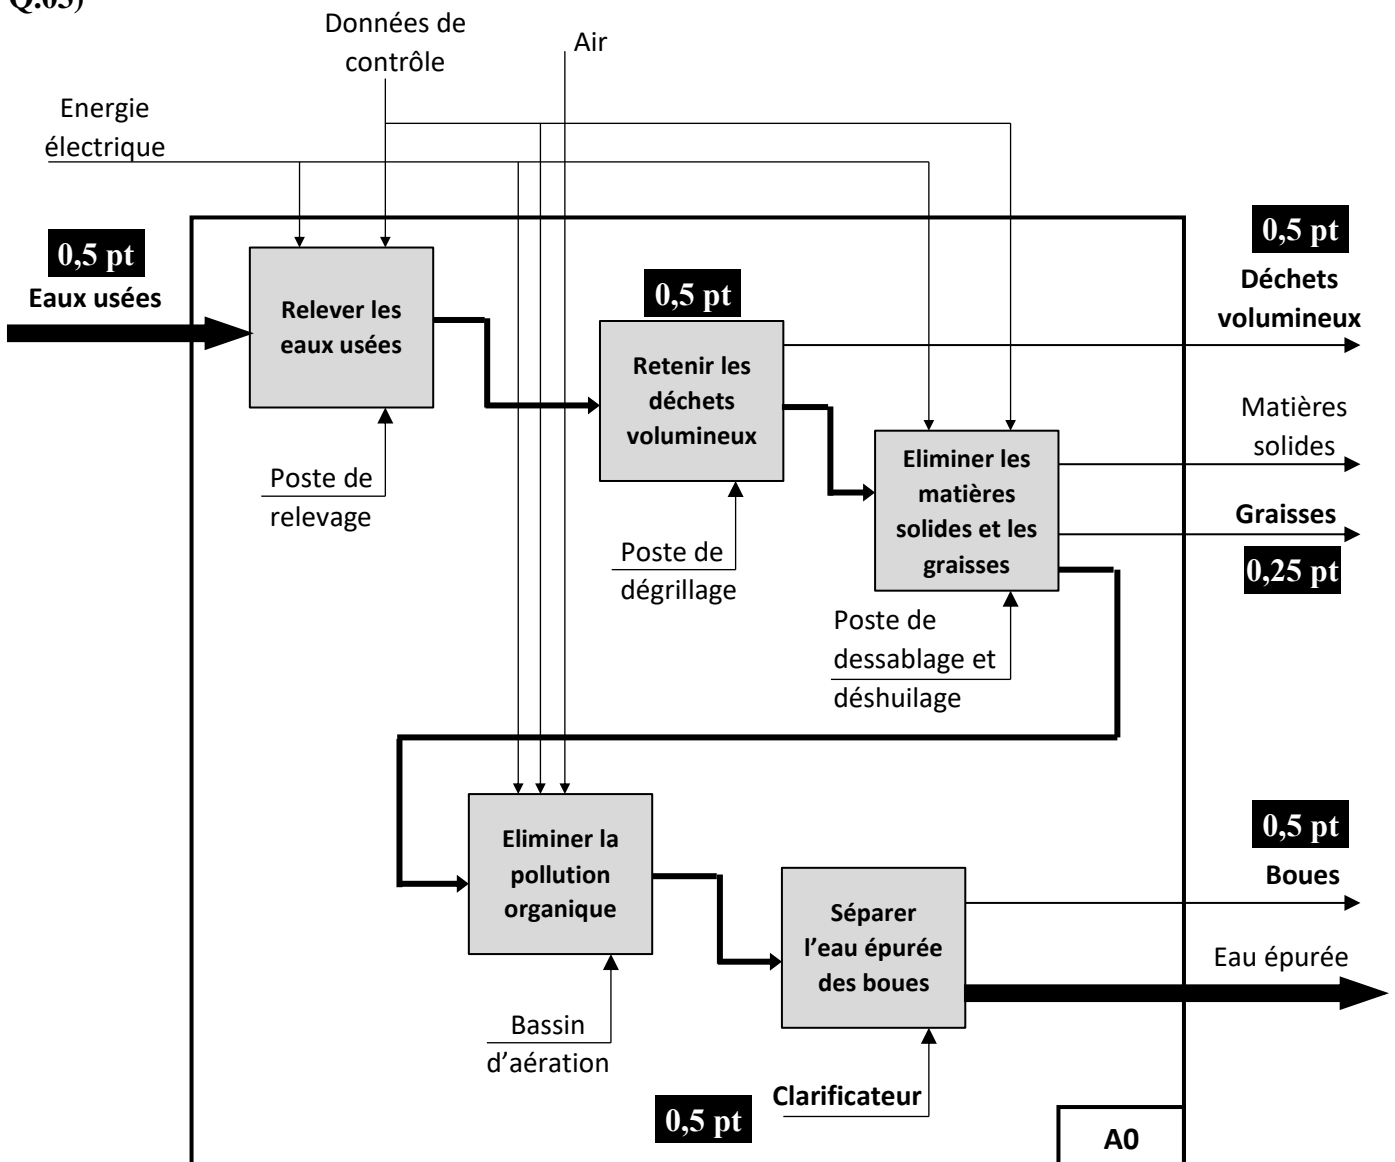 Q.03)
Données de
contrôle
Air
Energie
électrique
0,5 pt
Eaux usées
Relever les
eaux usées
0,5 pt
Retenir les
déchets
volumineux
0,5 pt
Déchets
volumineux
Matières
solides
Graisses
0,25 pt
Eliminer les
matières
solides et les
graisses
Poste de
relevage
Poste de
dégrillage
Poste de
dessablage et
déshuilage
Eliminer la
pollution
organique
Séparer
l’eau épurée
des boues
0,5 pt
Boues
Eau épurée
Bassin
d’aération
Clarificateur
0,5 pt
A0